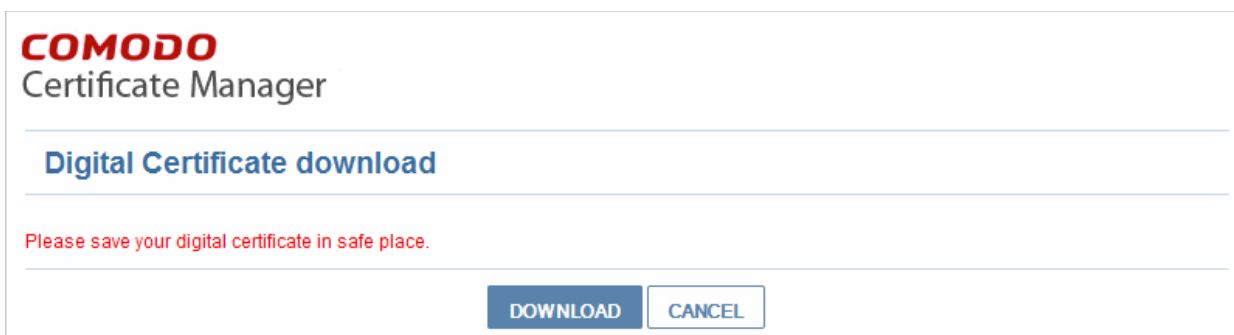 COMODO
Certificate Manager
Digital Certificate download
Please save your digital certificate in safe place.
DOWNLOAD CANCEL